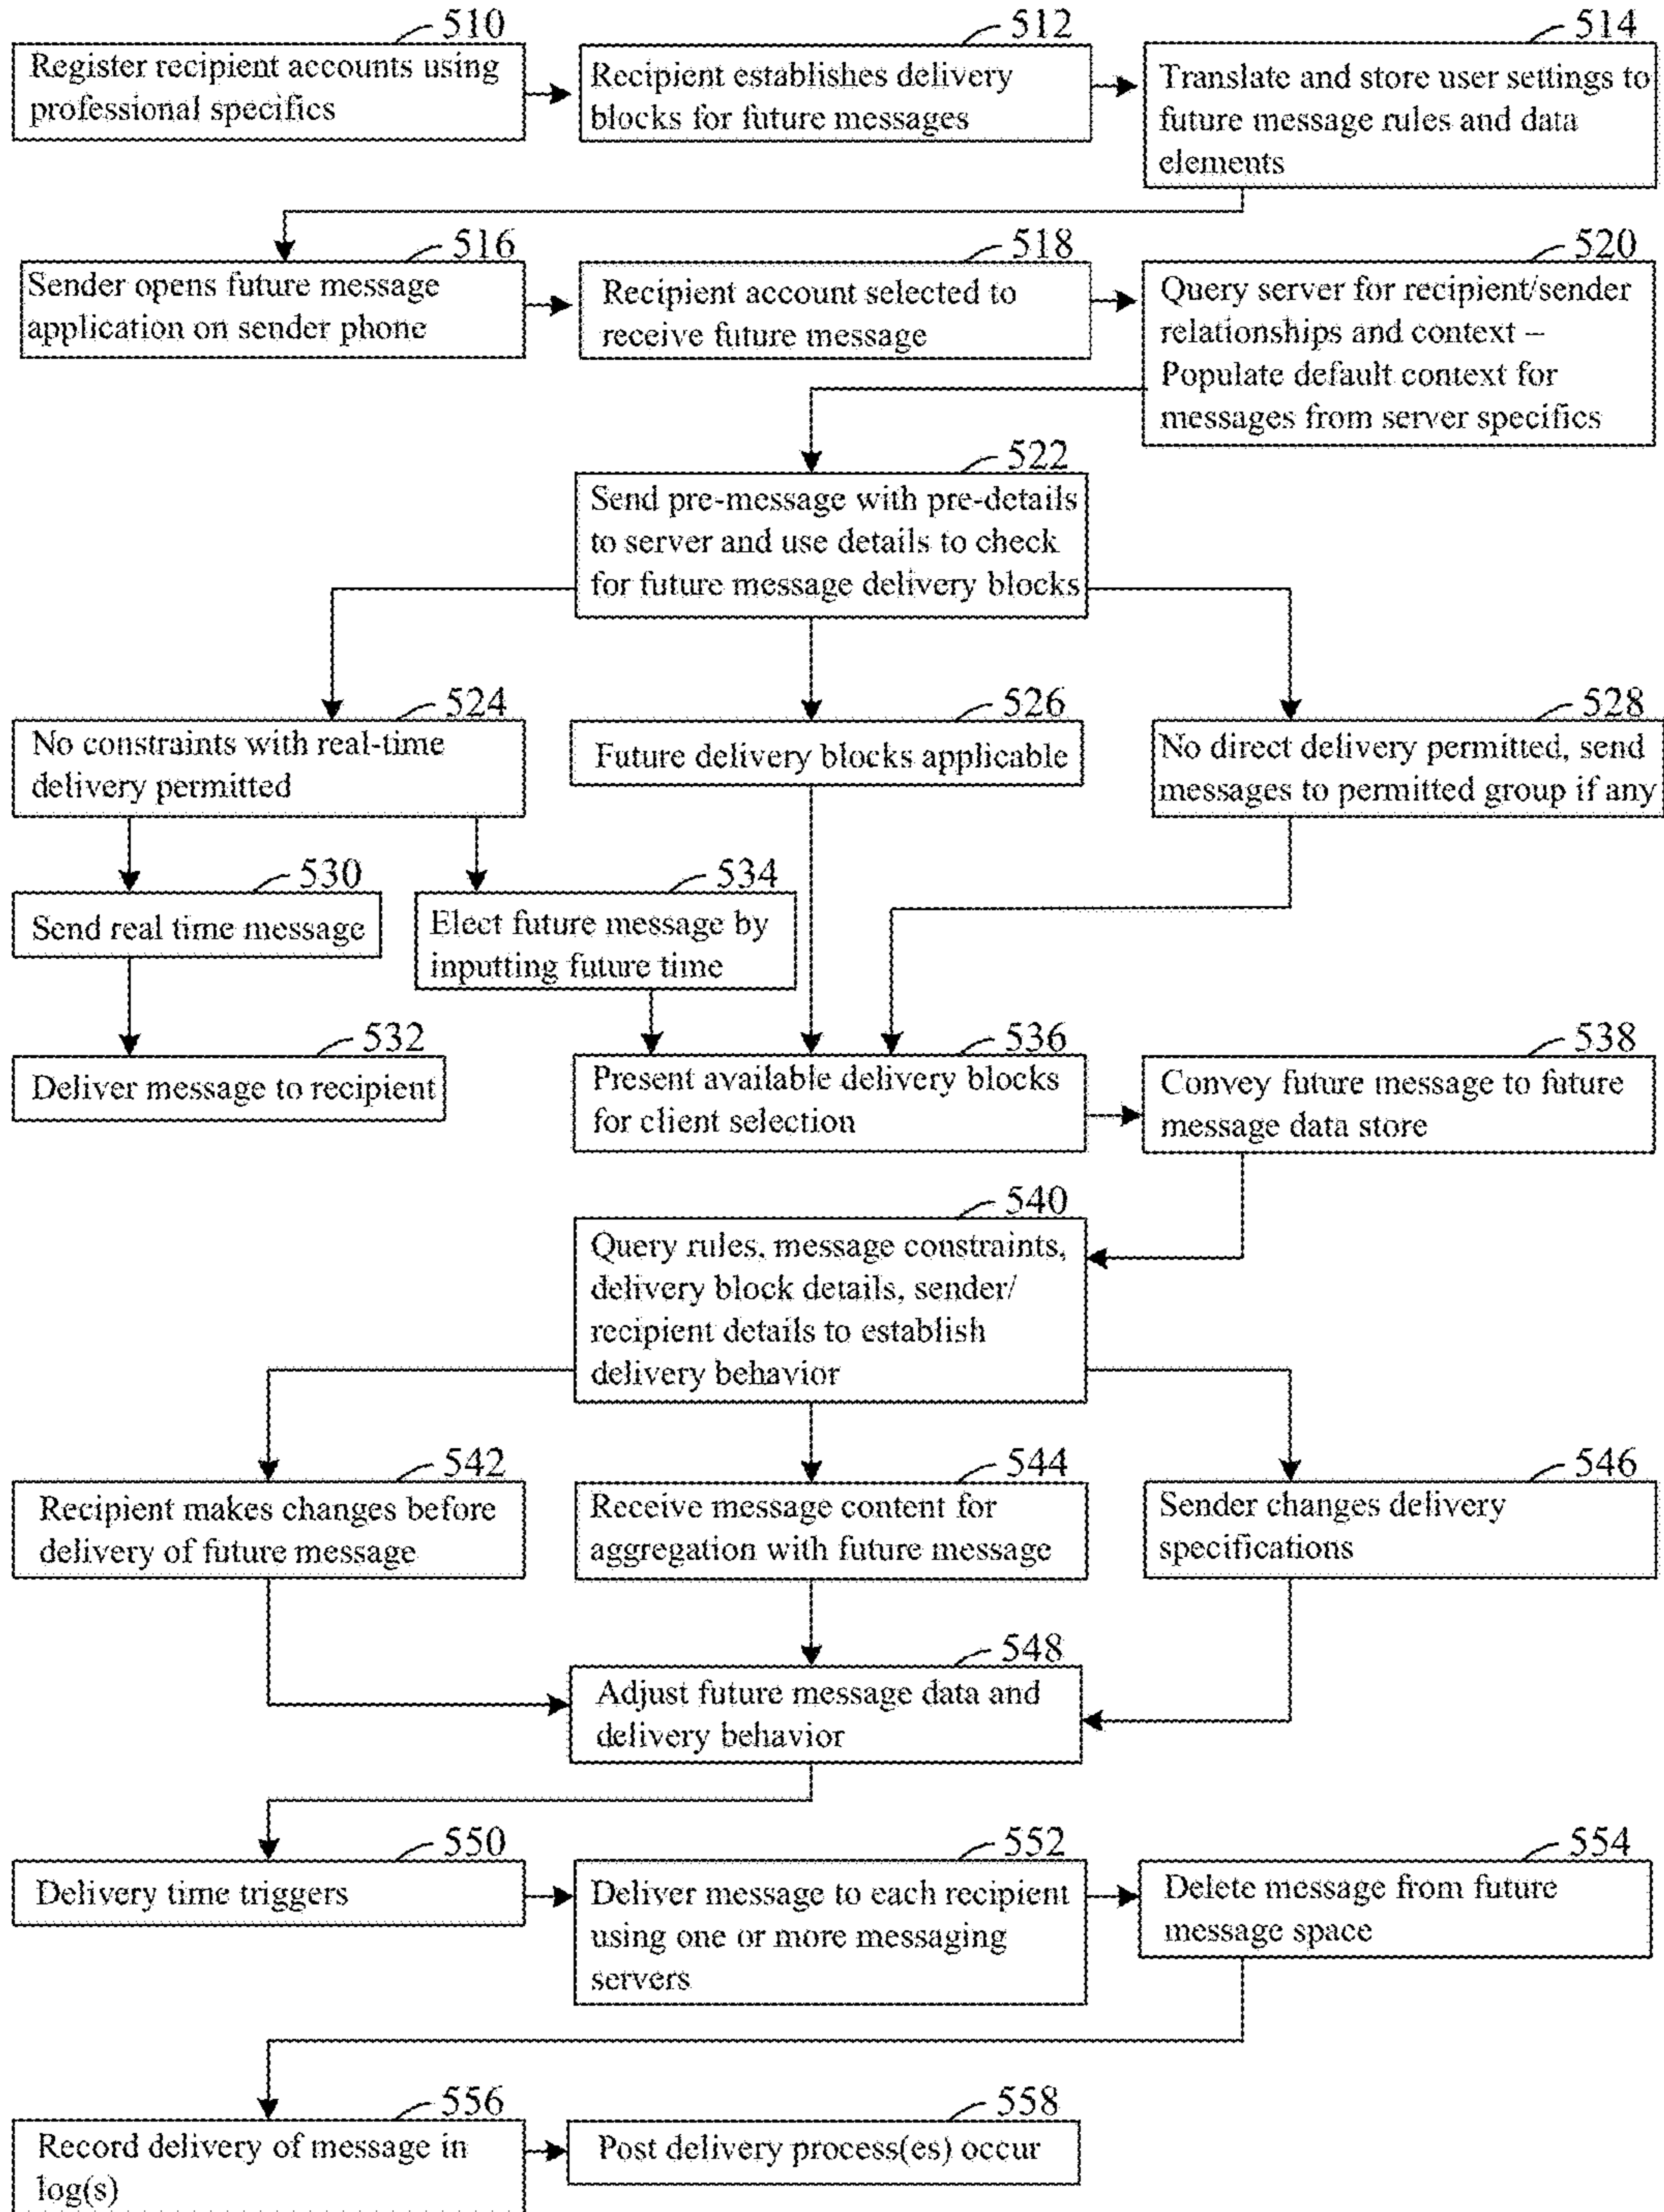 510
Register recipient accounts using
professional specifics
512
Recipient establishes delivery
blocks for future messages
514
Translate and store user settings to
future message rules and data
elements
516
Sender opens future message
application on sender phone
518
Recipient account selected to
receive future message
520
Query server for recipient/sender
relationships and context –
Populate default context for
messages from server specifics
522
Send pre-message with pre-details
to server and use details to check
for future message delivery blocks
524
No constraints with real-time
delivery permitted
526
Future delivery blocks applicable
528
No direct delivery permitted, send
messages to permitted group if any
530
Send real time message
534
Elect future message by
inputting future time
532
Deliver message to recipient
536
Present available delivery blocks
for client selection
538
Convey future message to future
message data store
540
Query rules, message constraints,
delivery block details, sender/
recipient details to establish
delivery behavior
542
Recipient makes changes before
delivery of future message
544
Receive message content for
aggregation with future message
546
Sender changes delivery
specifications
548
Adjust future message data and
delivery behavior
550
Delivery time triggers
552
Deliver message to each recipient
using one or more messaging
servers
554
Delete message from future
message space
556
Record delivery of message in
log(s)
558
Post delivery process(es) occur